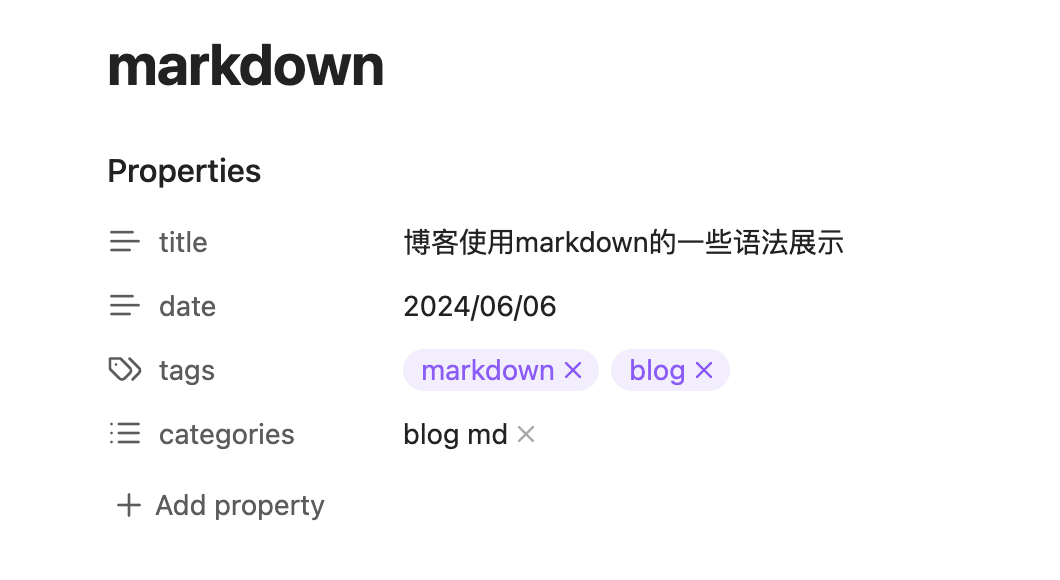 markdown
Properties
title 博客使用markdown的一些语法展示
date 2024/06/06
tags markdown blog
categories blog md
Add property